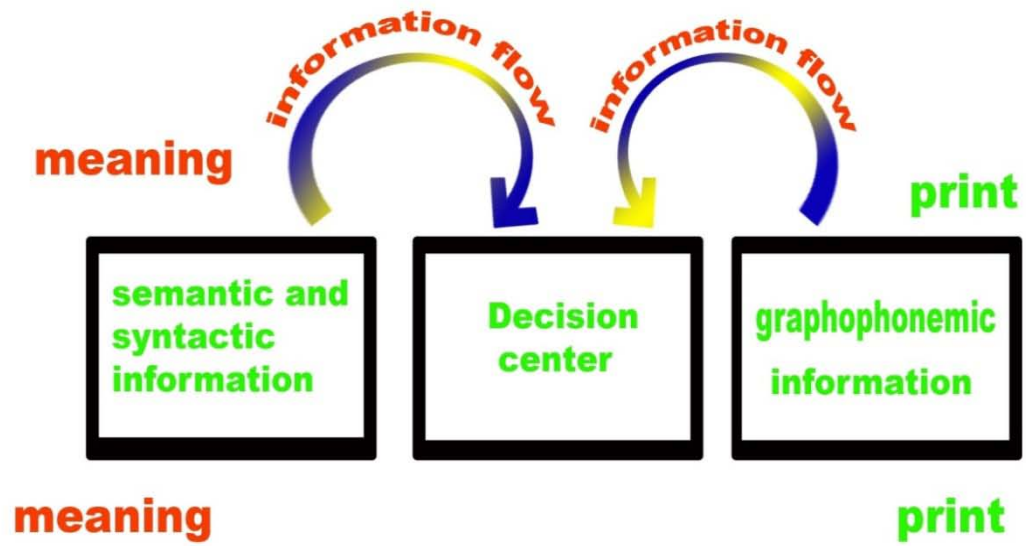 information flow
information flow
meaning
print
semantic and
syntactic
information
Decision
center
graphophonemic
information
meaning
print